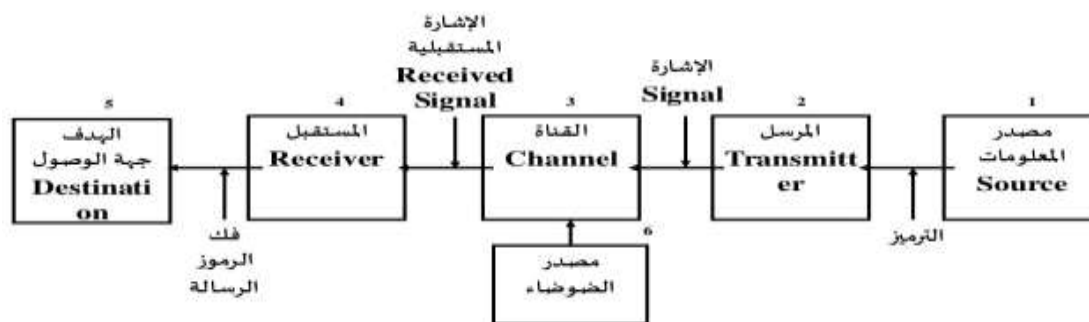 1
مصدر
المعلومات
Source
الترميز
2
المرسل
Transmitt
er
الإشارة
Signal
3
القناة
Channel
6
مصدر
الضوضاء
الإشارة
المستقبلية
Received
Signal
4
المستقبل
Receiver
فك
الرموز
الرسالة
5
الهدف
جهة الوصول
Destinati
on